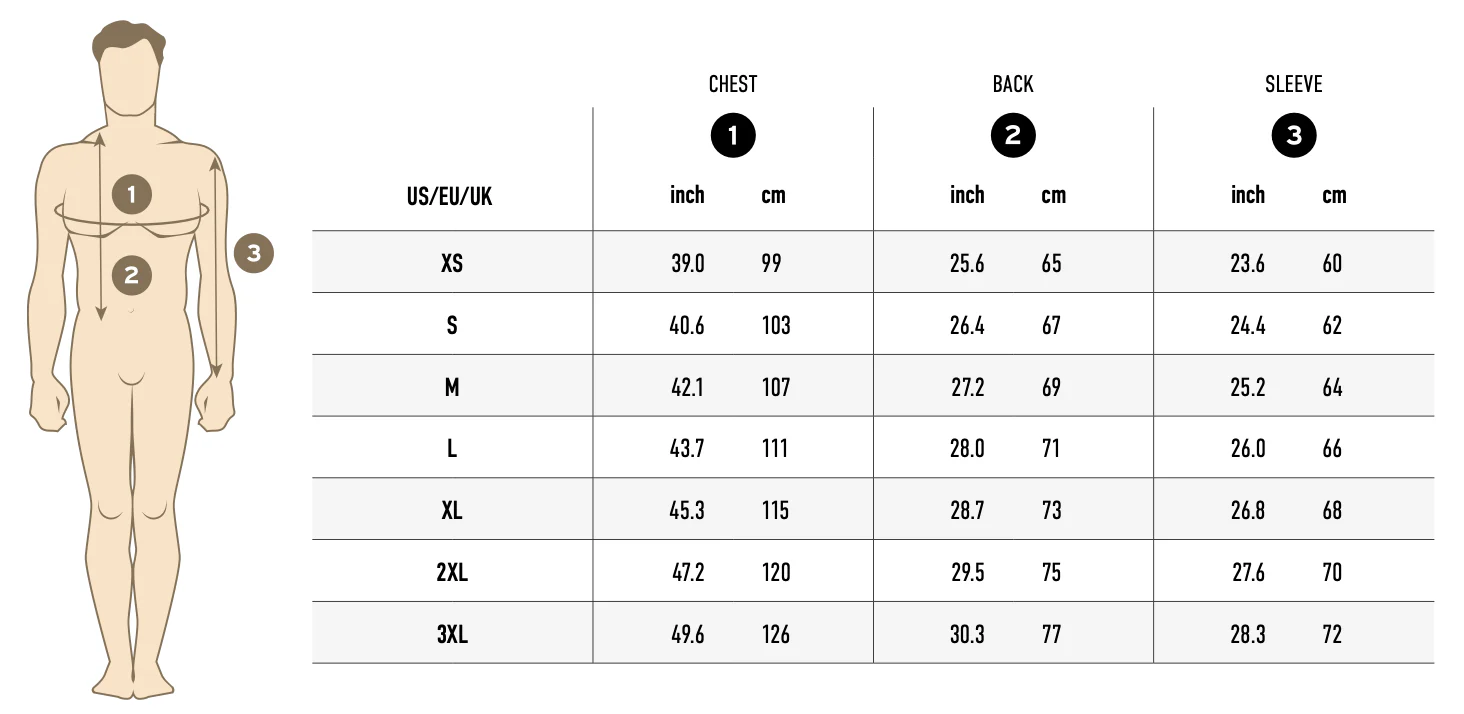 CHEST BACK SLEEVE
1 2 3
US/EU/UK inch cm inch cm inch cm
XS 39.0 99 25.6 65 23.6 60
S 40.6 103 26.4 67 24.4 62
M 42.1 107 27.2 69 25.2 64
L 43.7 111 28.0 71 26.0 66
XL 45.3 115 28.7 73 26.8 68
2XL 47.2 120 29.5 75 27.6 70
3XL 49.6 126 30.3 77 28.3 72
1
2
3